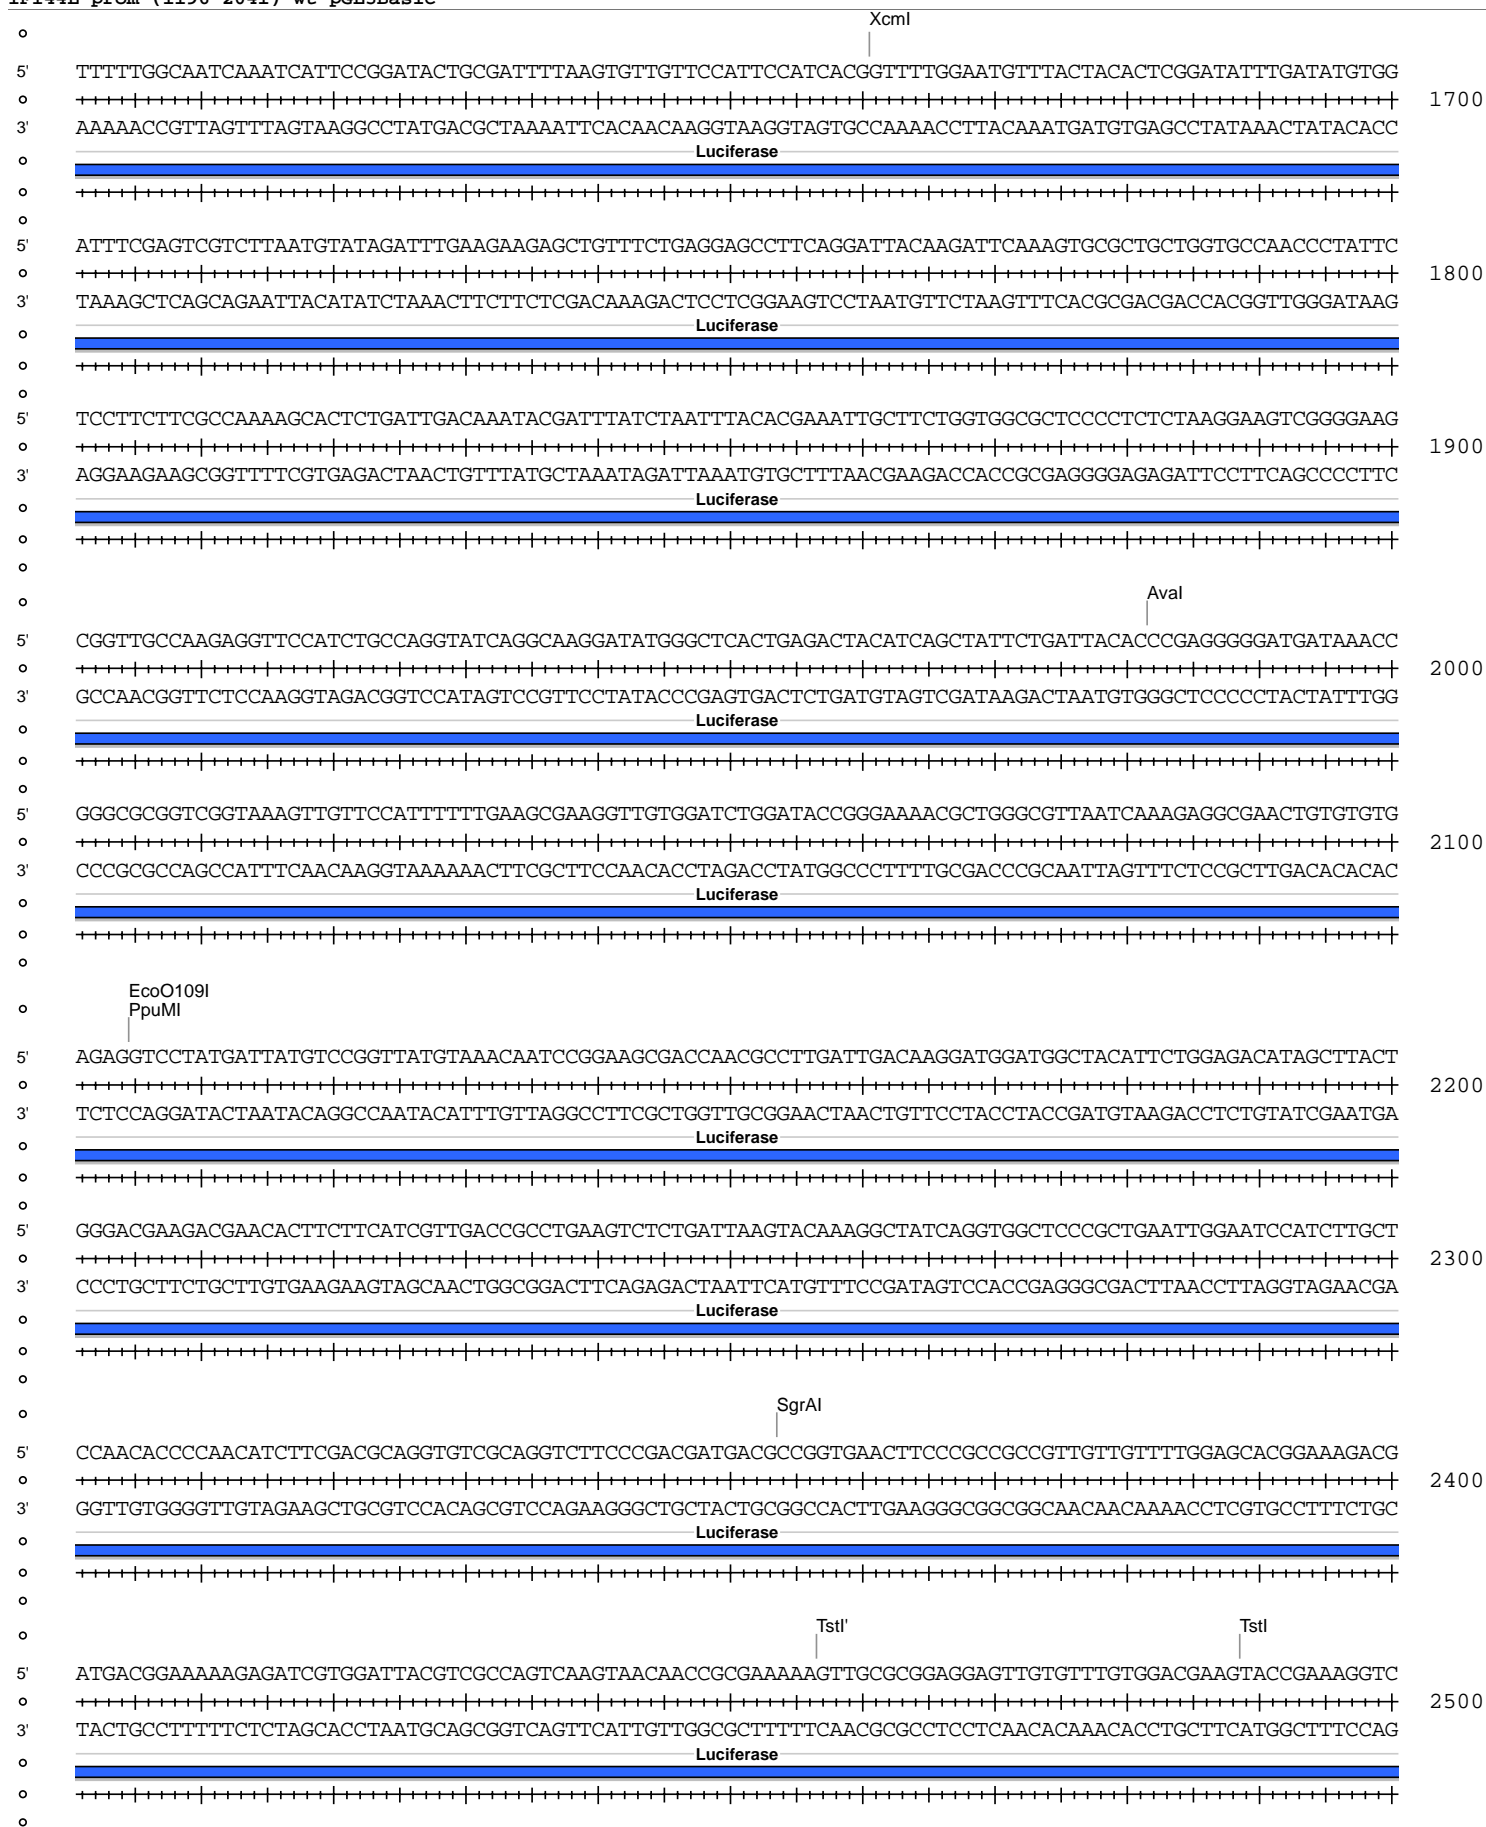 XcmI
5' TTTTTGGCAATCAAATCATTCCGGATACTGCGATTTTAAGTGTTGTTCCATTCCATCACGGTTTTGGAATGTTTACTACACTCGGATATTTGATATGTGG
1700
3' AAAAACCGTTAGTTTAGTAAGGCCTATGACGCTAAAATTCACAACAAGGTAAGGTAGTGCCAAAACCTTACAAATGATGTGAGCCTATAAACTATACACC
Luciferase
5' ATTTCGAGTCGTCTTAATGTATAGATTTGAAGAAGAGCTGTTTCTGAGGAGCCTTCAGGATTACAAGATTCAAAGTGCGCTGCTGGTGCCAACCCTATTC
1800
3' TAAAGCTCAGCAGAATTACATATCTAAACTTCTTCTCGACAAAGACTCCTCGGAAGTCCTAATGTTCTAAGTTTCACGCGACGACCACGGTTGGGATAAG
Luciferase
5' TCCTTCTTCGCCAAAAGCACTCTGATTGACAAATACGATTTATCTAATTTACACGAAATTGCTTCTGGTGGCGCTCCCCTCTCTAAGGAAGTCGGGGAAG
1900
3' AGGAAGAAGCGGTTTTCGTGAGACTAACTGTTTATGCTAAATAGATTAAATGTGCTTTAACGAAGACCACCGCGAGGGGAGAGATTCCTTCAGCCCCTTC
Luciferase
AvaI
5' CGGTTGCCAAGAGGTTCCATCTGCCAGGTATCAGGCAAGGATATGGGCTCACTGAGACTACATCAGCTATTCTGATTACACCCGAGGGGGATGATAAACC
2000
3' GCCAACGGTTCTCCAAGGTAGACGGTCCATAGTCCGTTCCTATACCCGAGTGACTCTGATGTAGTCGATAAGACTAATGTGGGCTCCCCCTACTATTTGG
Luciferase
5' GGGCGCGGTCGGTAAAGTTGTTCCATTTTTTGAAGCGAAGGTTGTGGATCTGGATACCGGGAAAACGCTGGGCGTTAATCAAAGAGGCGAACTGTGTGTG
2100
3' CCCGCGCCAGCCATTTCAACAAGGTAAAAAACTTCGCTTCCAACACCTAGACCTATGGCCCTTTTGCGACCCGCAATTAGTTTCTCCGCTTGACACACAC
Luciferase
EcoO109I
PpuMI
5' AGAGGTCCTATGATTATGTCCGGTTATGTAAACAATCCGGAAGCGACCAACGCCTTGATTGACAAGGATGGATGGCTACATTCTGGAGACATAGCTTACT
2200
3' TCTCCAGGATACTAATACAGGCCAATACATTTGTTAGGCCTTCGCTGGTTGCGGAACTAACTGTTCCTACCTACCGATGTAAGACCTCTGTATCGAATGA
Luciferase
5' GGGACGAAGACGAACACTTCTTCATCGTTGACCGCCTGAAGTCTCTGATTAAGTACAAAGGCTATCAGGTGGCTCCCGCTGAATTGGAATCCATCTTGCT
2300
3' CCCTGCTTCTGCTTGTGAAGAAGTAGCAACTGGCGGACTTCAGAGACTAATTCATGTTTCCGATAGTCCACCGAGGGCGACTTAACCTTAGGTAGAACGA
Luciferase
SgrAI
5' CCAACACCCCAACATCTTCGACGCAGGTGTCGCAGGTCTTCCCGACGATGACGCCGGTGAACTTCCCGCCGCCGTTGTTGTTTTGGAGCACGGAAAGACG
2400
3' GGTTGTGGGGTTGTAGAAGCTGCGTCCACAGCGTCCAGAAGGGCTGCTACTGCGGCCACTTGAAGGGCGGCGGCAACAACAAAACCTCGTGCCTTTCTGC
Luciferase
TstI' TstI
5' ATGACGGAAAAAGAGATCGTGGATTACGTCGCCAGTCAAGTAACAACCGCGAAAAAGTTGCGCGGAGGAGTTGTGTTTGTGGACGAAGTACCGAAAGGTC
2500
3' TACTGCCTTTTTCTCTAGCACCTAATGCAGCGGTCAGTTCATTGTTGGCGCTTTTTCAACGCGCCTCCTCAACACAAACACCTGCTTCATGGCTTTCCAG
Luciferase